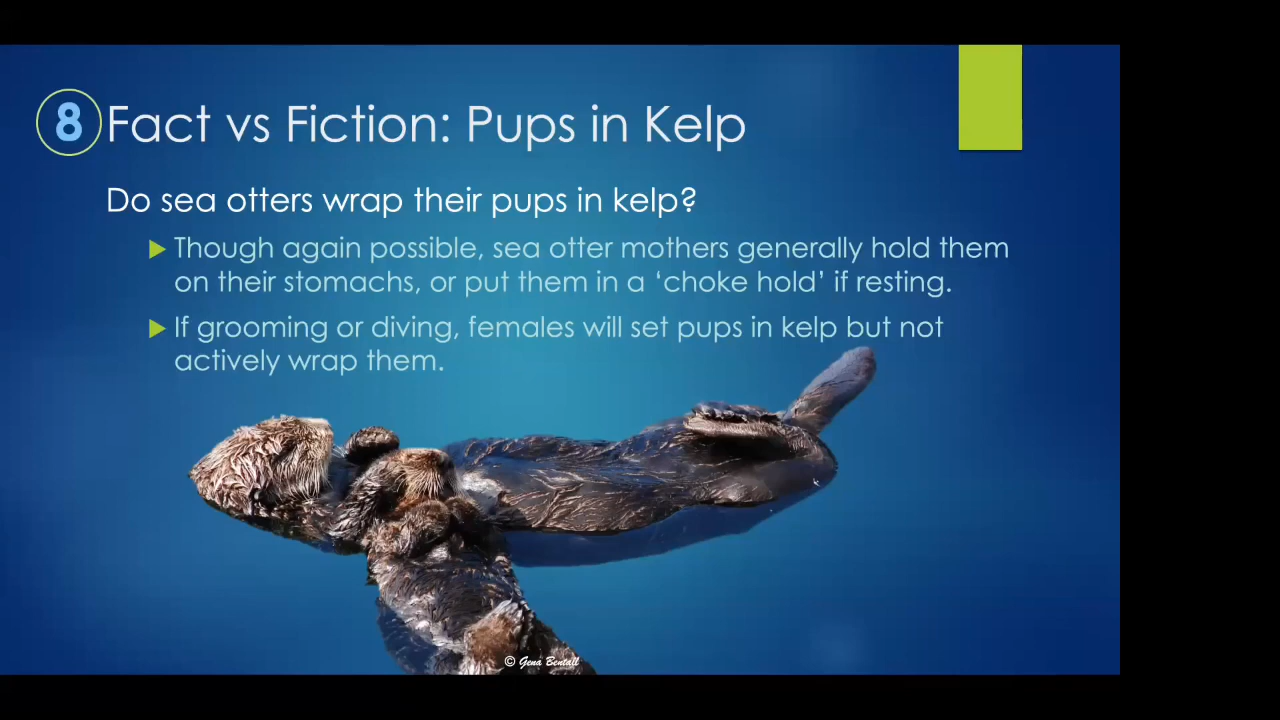 8 Fact vs Fiction: Pups in Kelp
Do sea otters wrap their pups in kelp?
Though again possible, sea otter mothers generally hold them
on their stomachs, or put them in a ‘choke hold’ if resting.
If grooming or diving, females will set pups in kelp but not
actively wrap them.
© Gena Bentall